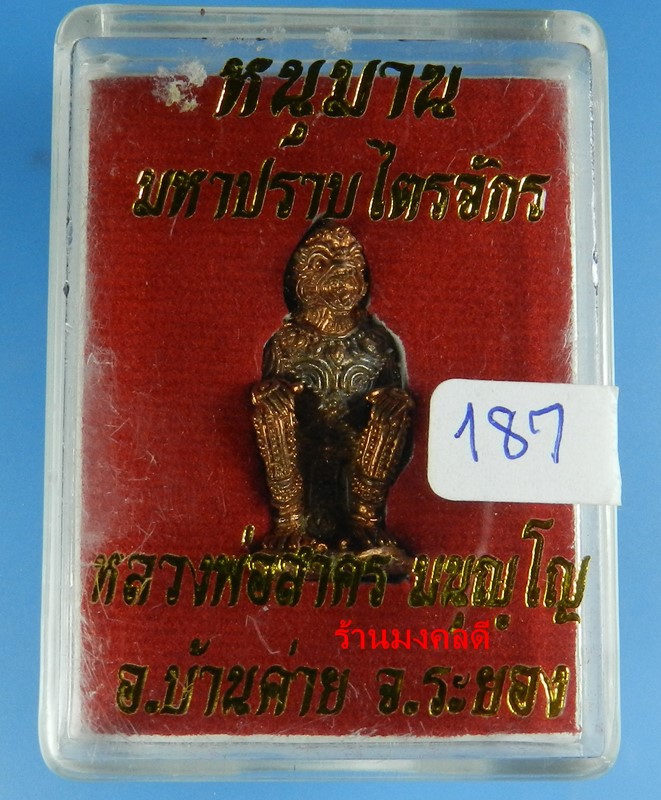 หนุมาน
มหาปราบไตรจักร
187
หลวงพ่อสาคร มนุญฺโญ
ร้านมงคลดี
อ.บ้านค่าย จ.ระยอง